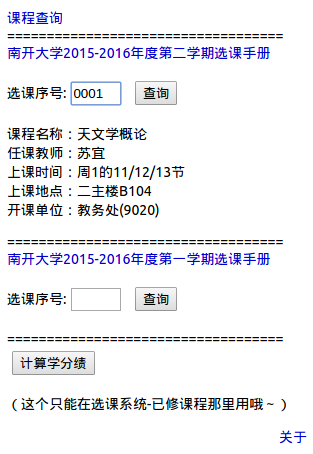 课程查询
===================================
南开大学2015-2016年度第二学期选课手册
选课序号: 0001 查询
课程名称：天文学概论
任课教师：苏宜
上课时间：周1的11/12/13节
上课地点：二主楼B104
开课单位：教务处(9020)
===================================
南开大学2015-2016年度第一学期选课手册
选课序号: 查询
===================================
计算学分绩
（这个只能在选课系统-已修课程那里用哦～）
关于